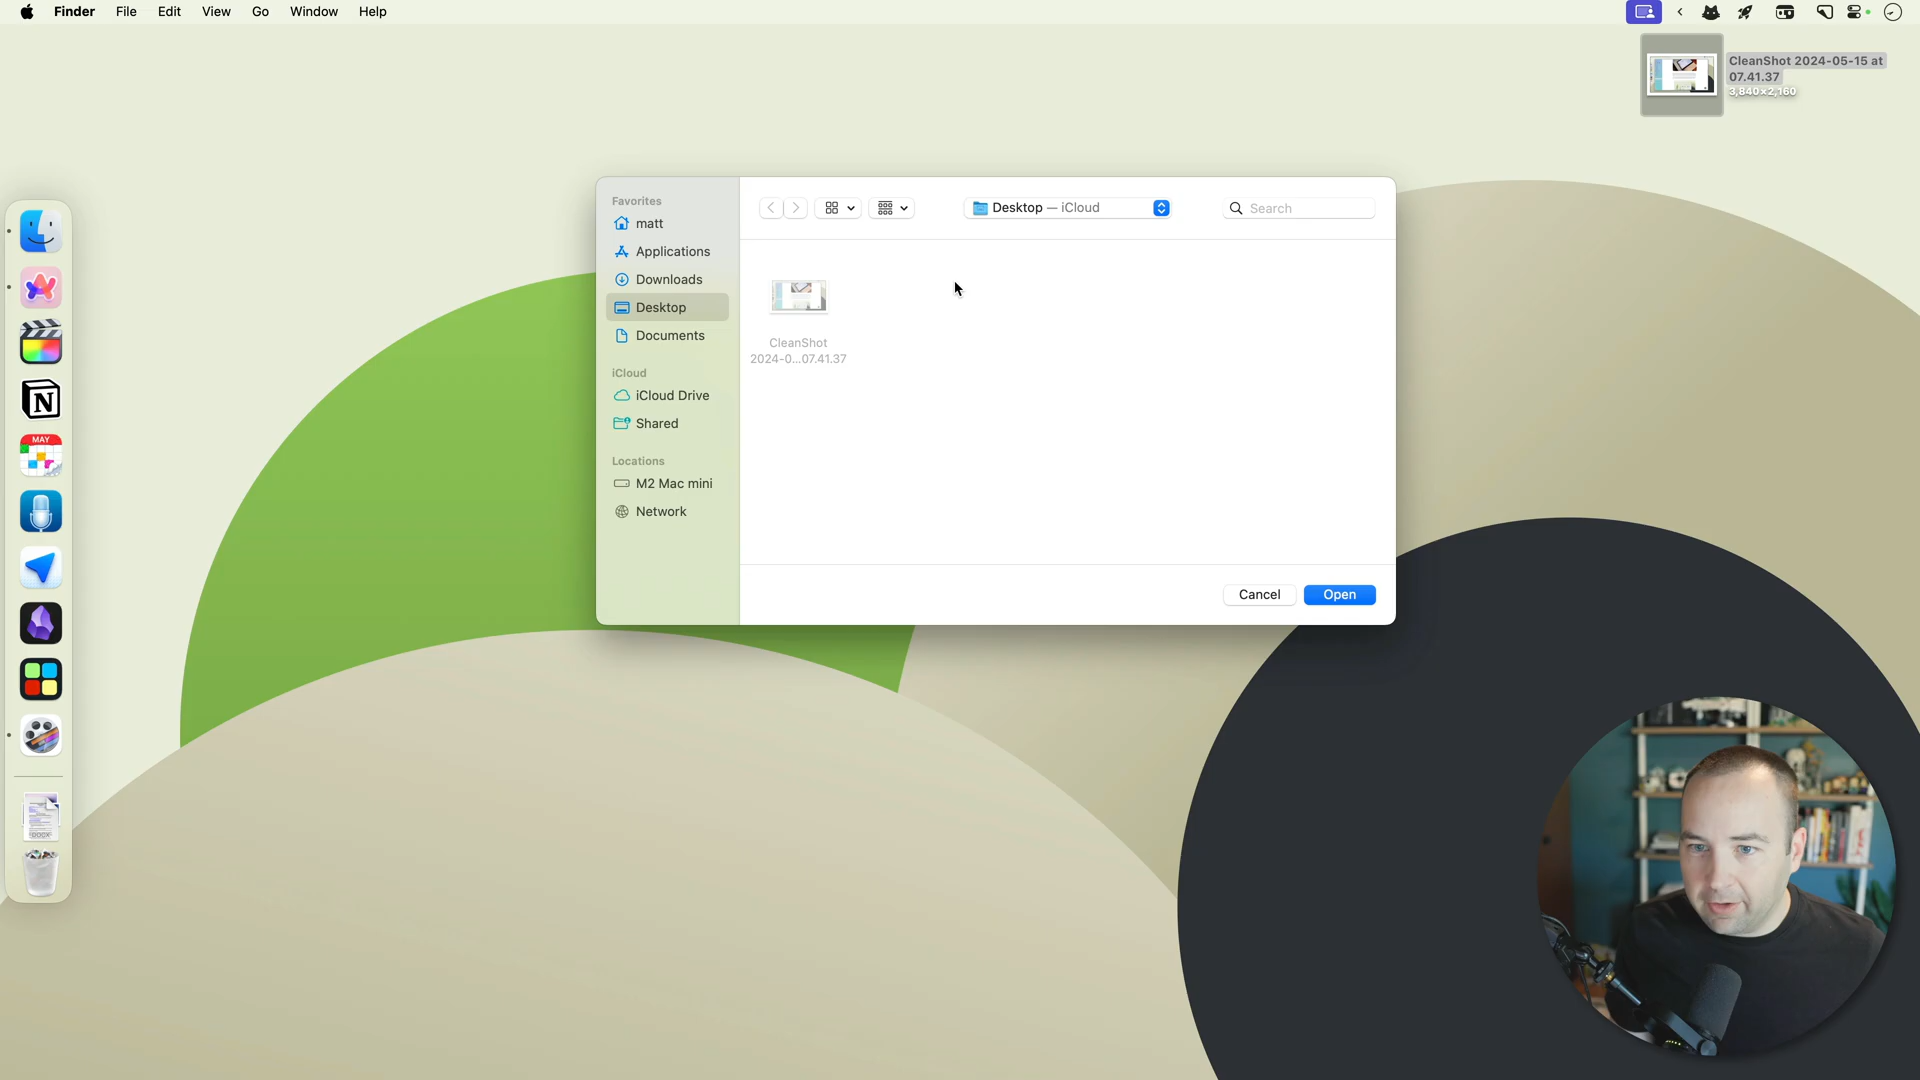 Finder File Edit View Go Window Help
CleanShot 2024-05-15 at
07.41.37
3,840×2,160
Favorites
matt
Applications
Downloads
Desktop
Documents
iCloud
iCloud Drive
Shared
Locations
M2 Mac mini
Network
Desktop — iCloud
Search
CleanShot
2024-0...07.41.37
Cancel Open
MAY